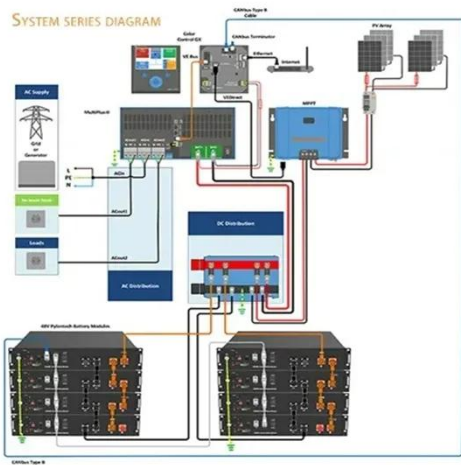 SYSTEM SERIES DIAGRAM
CANbus Type B
Cable
Color
Control GX
CANbus Terminator
PV Array
VE.Bus
Ethernet
Internet
AC Supply
MultiPlus-II
VE.Direct
MPPT
Grid
or
Generator
L
PE
N
ACin
ACout1
Loads
ACout2
DC Distribution
AC Distribution
48V Pylontech Battery Modules
CANbus Type B